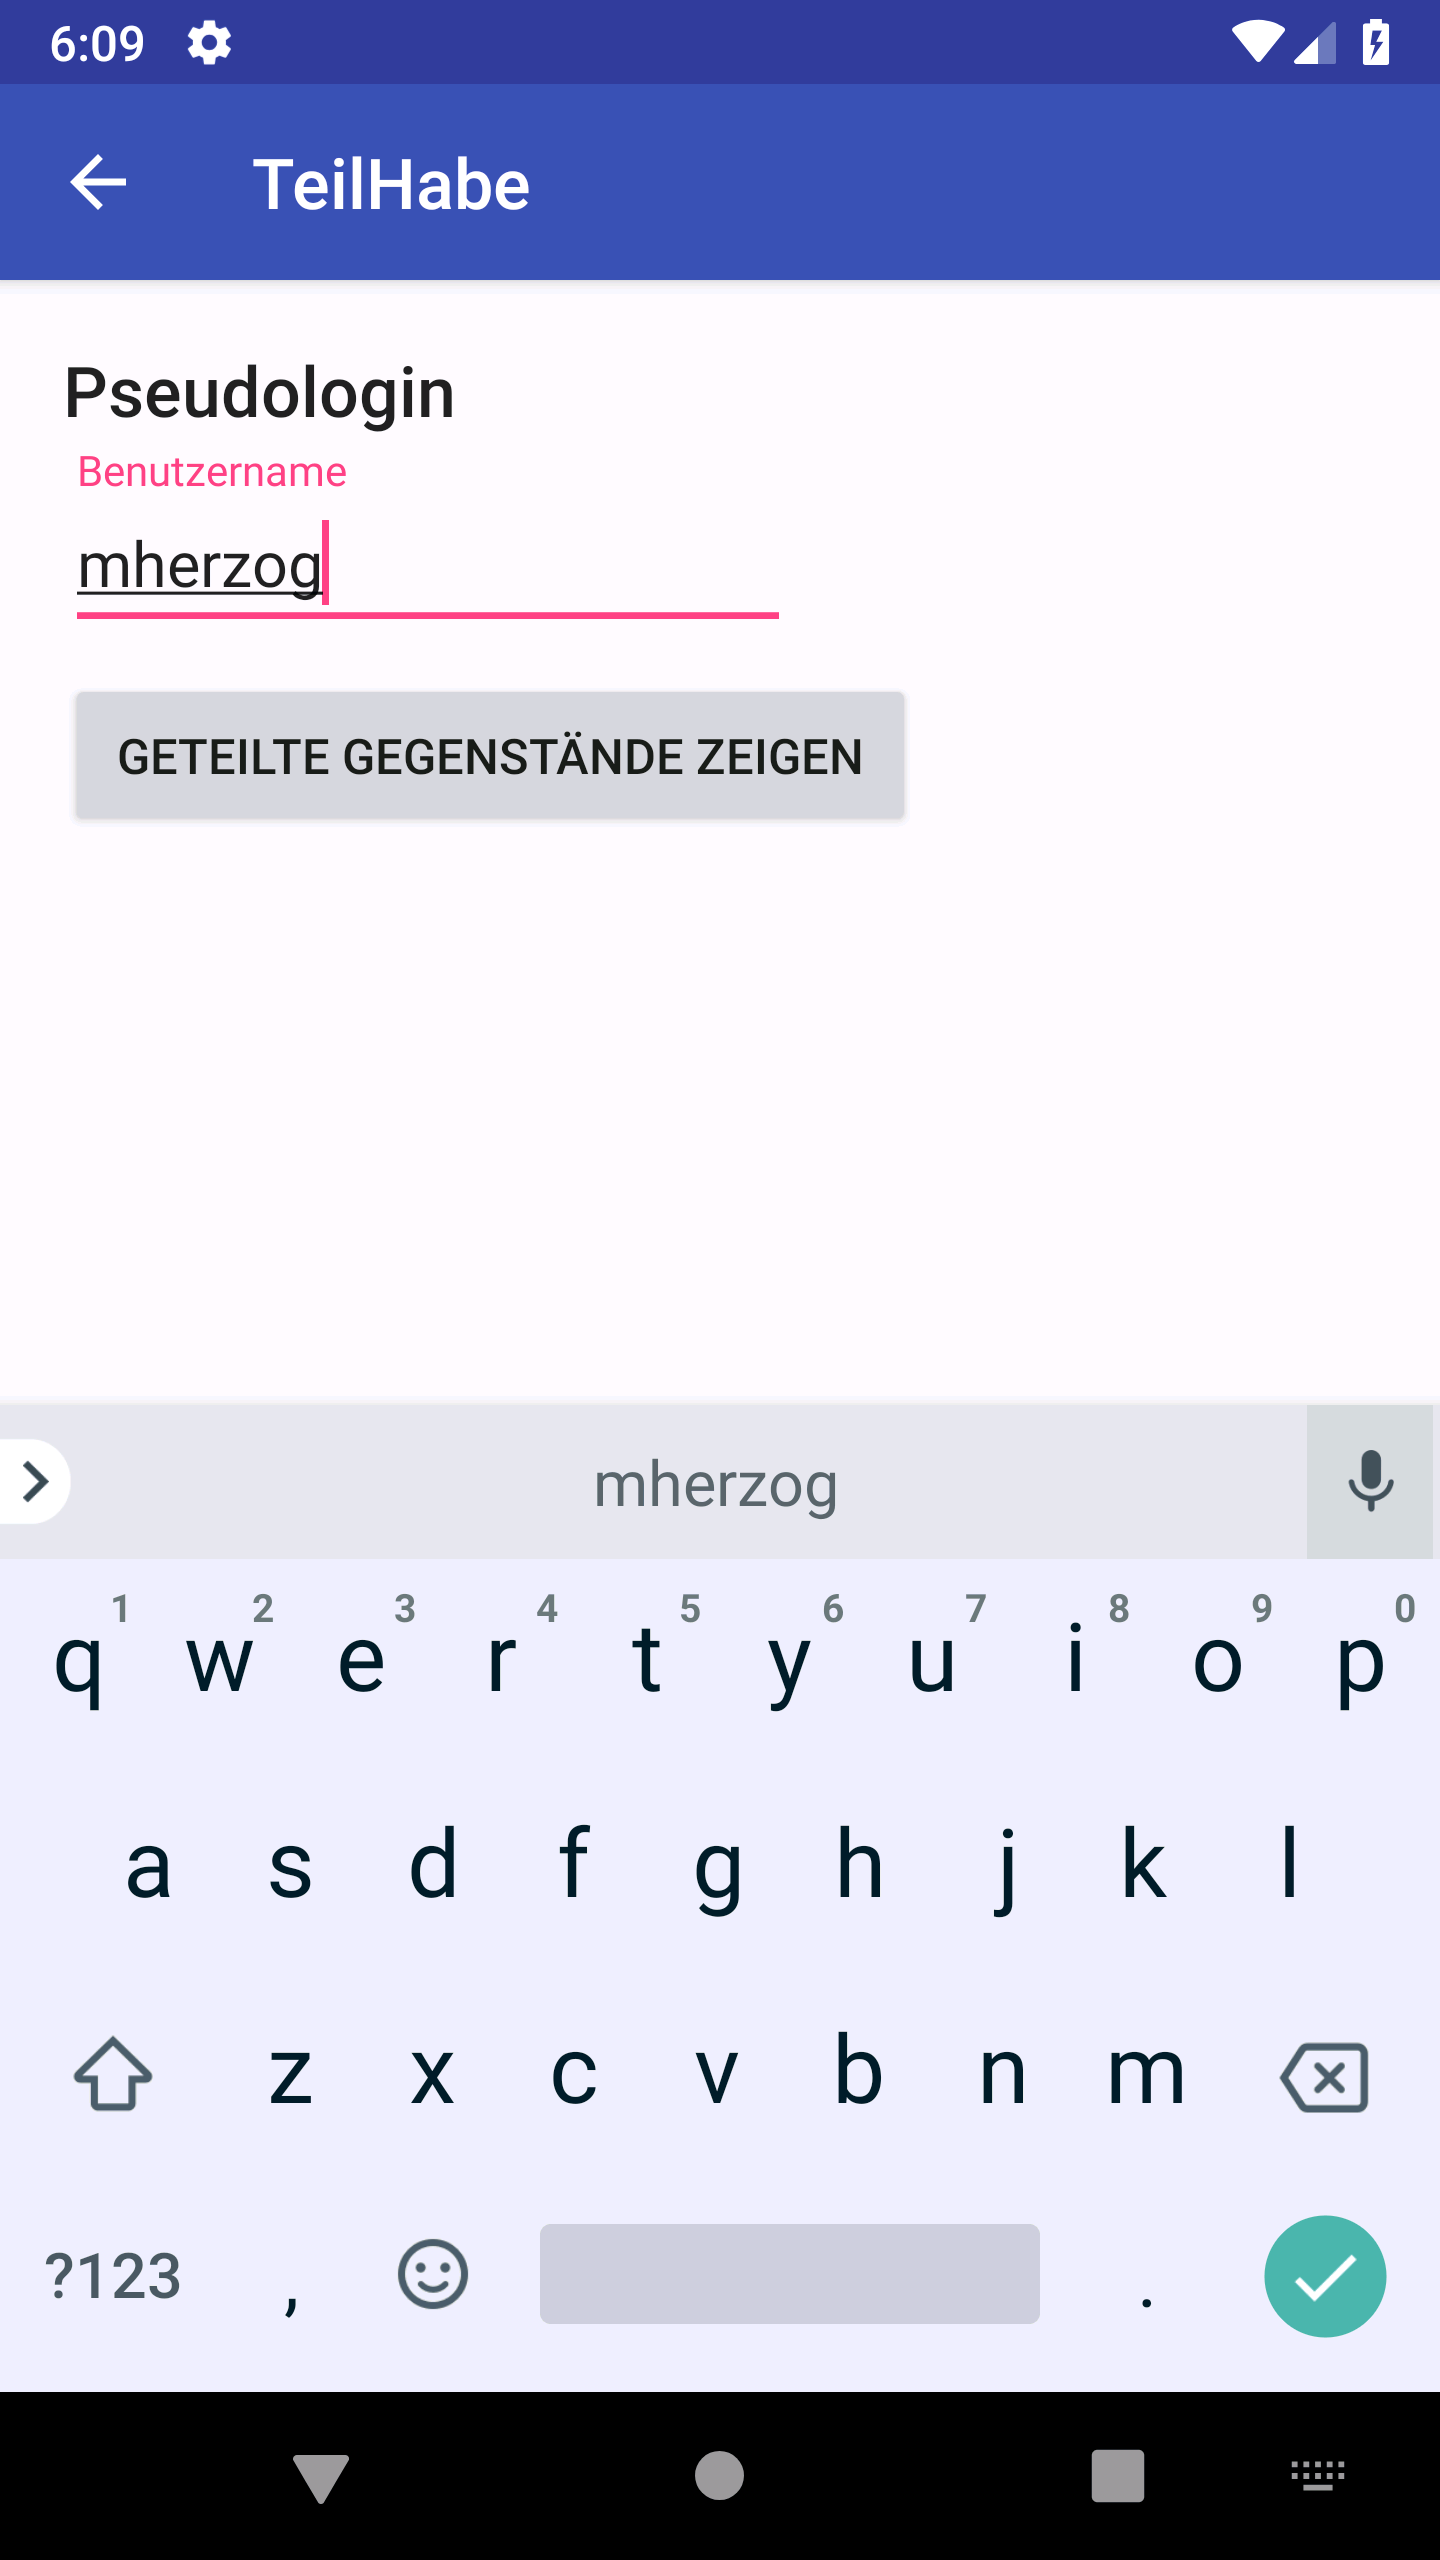 6:09
TeilHabe
Pseudologin
Benutzername
mherzog
GETEILTE GEGENSTÄNDE ZEIGEN
mherzog
1 2 3 4 5 6 7 8 9 0
q w e r t y u i o p
a s d f g h j k l
z x c v b n m
?123 , .